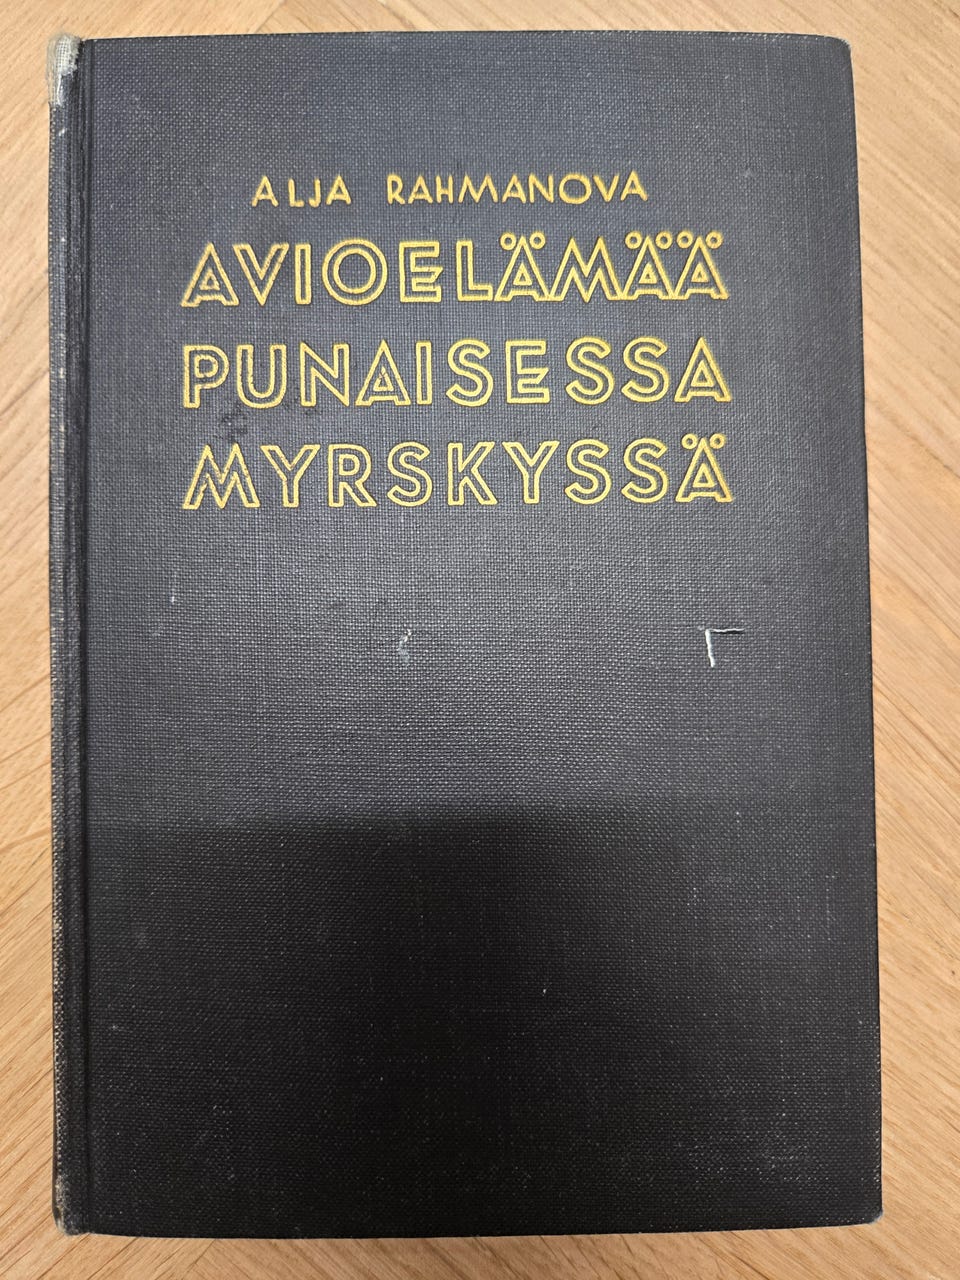 ALJA RAHMANOVA
AVIOELÄMÄÄ
PUNAISESSA
MYRSKYSSÄ